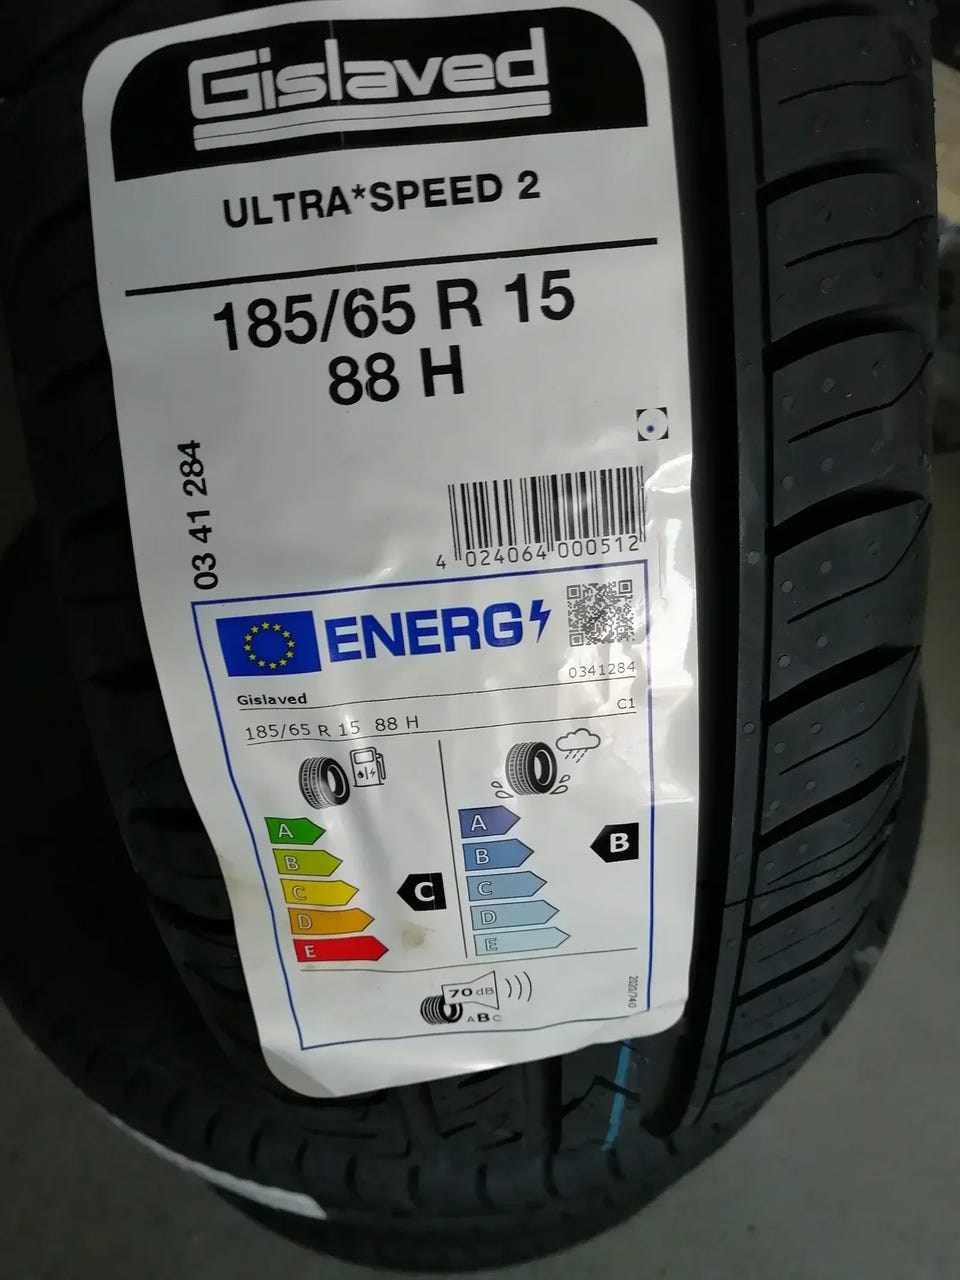 Gislaved
ULTRA*SPEED 2
185/65 R 15
88 H
03 41 284
4 024064 000512
ENERG
0341284
Gislaved
185/65 R 15 88 H
C1
A
B
C
D
E
C
A
B
C
D
E
B
70 dB
ABC
2020/740